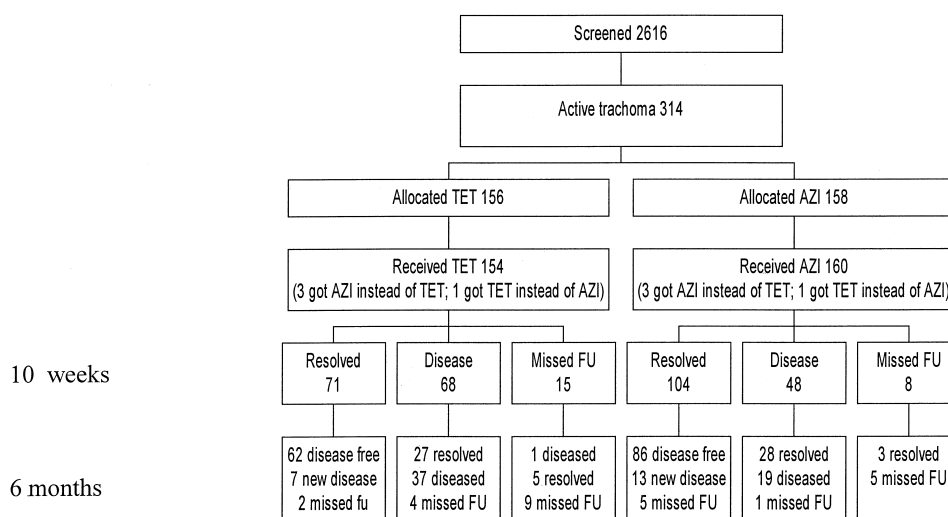 Screened 2616
Active trachoma 314
Allocated TET 156
Allocated AZI 158
Received TET 154
(3 got AZI instead of TET; 1 got TET instead of AZI)
Received AZI 160
(3 got AZI instead of TET; 1 got TET instead of AZI)
10 weeks
Resolved
71
Disease
68
Missed FU
15
Resolved
104
Disease
48
Missed FU
8
6 months
62 disease free
7 new disease
2 missed fu
27 resolved
37 diseased
4 missed FU
1 diseased
5 resolved
9 missed FU
86 disease free
13 new disease
5 missed FU
28 resolved
19 diseased
1 missed FU
3 resolved
5 missed FU